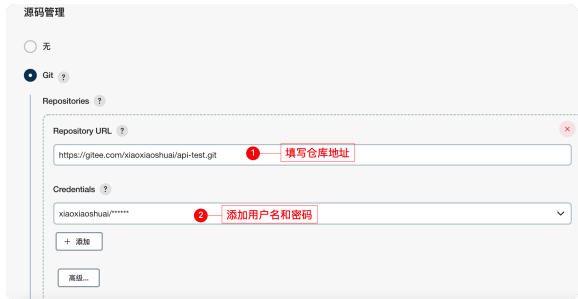 源码管理
无
Git ?
Repositories ?
Repository URL ?
×
https://gitee.com/xiaoxiaoshuai/api-test.git 1 填写仓库地址
Credentials ?
xiaoxiaoshuai/****** 2 添加用户名和密码
+ 添加
高级...